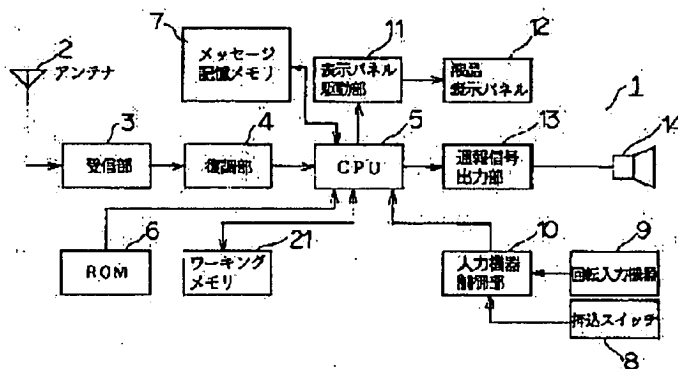 7
メッセージ
記憶メモリ
2
アンテナ
11
表示パネル
駆動部
12
液晶
表示パネル
1
3
受信部
4
復調部
5
CPU
13
通報信号
出力部
14
6
ROM
21
ワーキング
メモリ
10
入力機器
制御部
9
回転入力機器
押込スイッチ
8